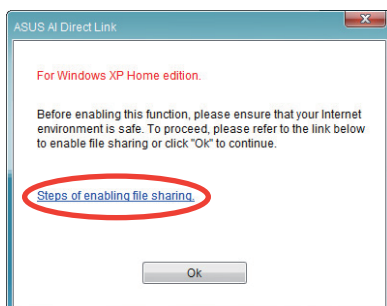 ASUS AI Direct Link
For Windows XP Home edition.
Before enabling this function, please ensure that your Internet
environment is safe. To proceed, please refer to the link below
to enable file sharing or click "Ok" to continue.
Steps of enabling file sharing.
Ok